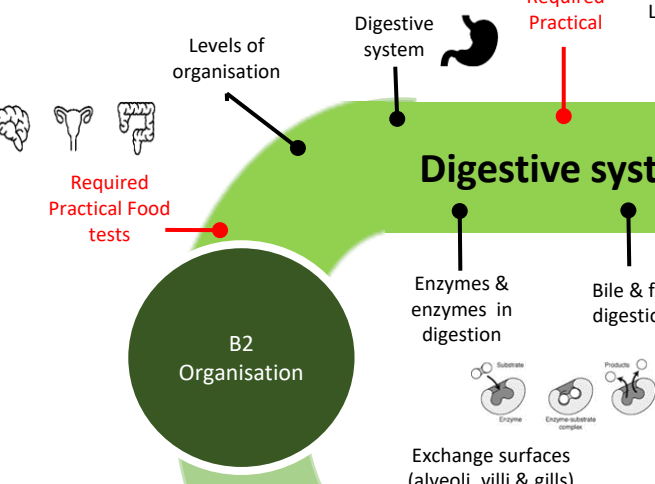 Required
Practical
L
Digestive
system
Levels of
organisation
Digestive syst
Required
Practical Food
tests
Enzymes &
enzymes in
digestion
Bile & f
digestic
B2
Organisation
Substrate
Products
Enzyme
Enzyme-substrate
complex
Exchange surfaces
(alveoli, villi & gills)